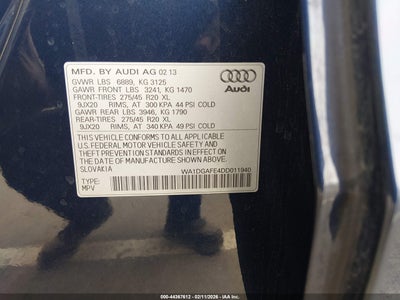 MFD. BY AUDI AG 02 13
GVWR LBS 6889, KG 3125
GAWR FRONT LBS 3241, KG 1470
FRONT-TIRES 275/45 R20 XL
9JX20 RIMS, AT 300 KPA 44 PSI COLD
GAWR REAR LBS 3946, KG 1790
REAR-TIRES 275/45 R20 XL
9JX20 RIMS, AT 340 KPA 49 PSI COLD
THIS VEHICLE CONFORMS TO ALL APPLICABLE
U.S. FEDERAL MOTOR VEHICLE SAFETY AND
THEFT PREVENTION STANDARDS IN EFFECT ON THE
DATE OF MANUFACTURE SHOWN ABOVE.
SLOVAKIA
Audi
TYPE:
MPV
WA1DGAFE4DD011940
000-44367612 - 02/11/2026 - IAA Inc.